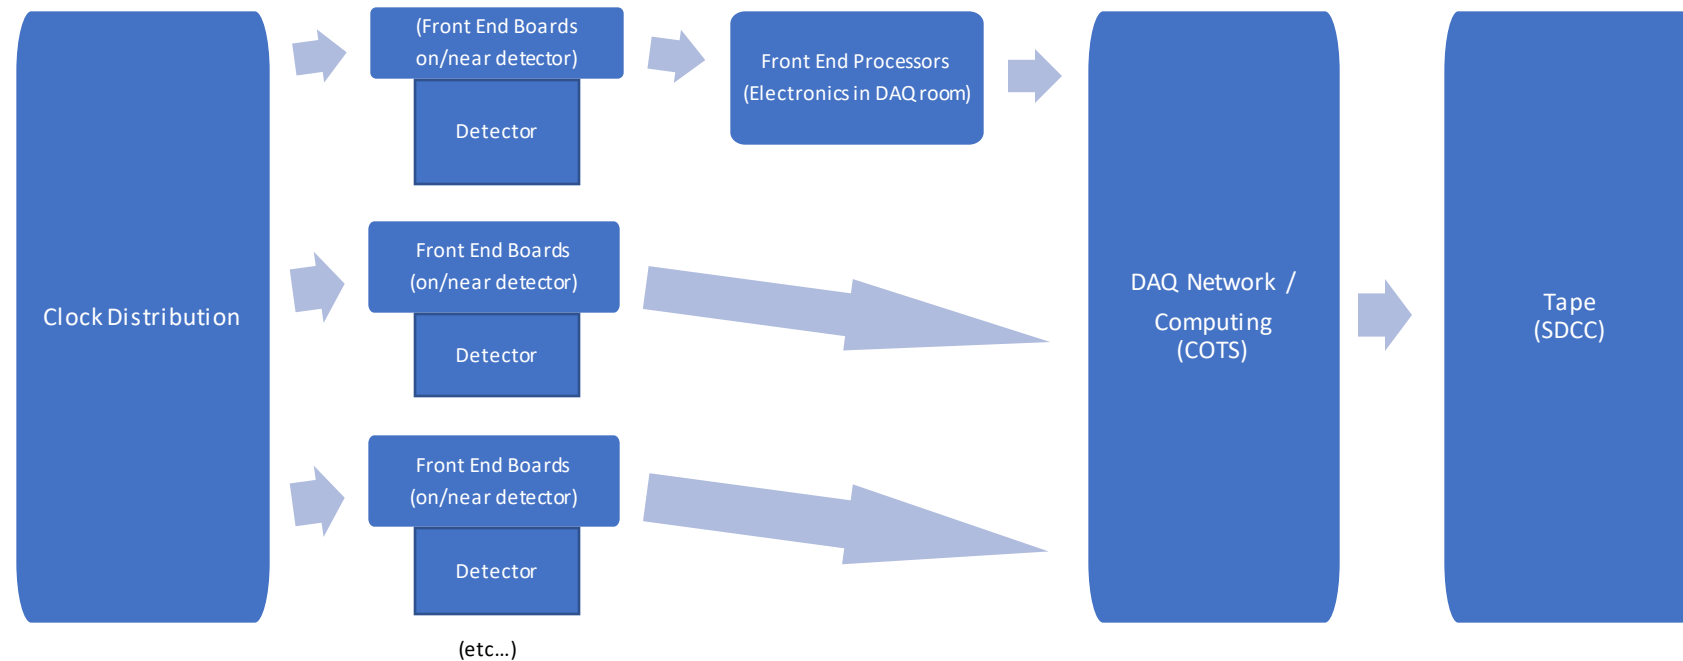 Clock Distribution
(Front End Boards
on/near detector)
Detector
Front End Processors
(Electronics in DAQ room)
Front End Boards
(on/near detector)
Detector
Front End Boards
(on/near detector)
Detector
(etc...)
DAQ Network /
Computing
(COTS)
Tape
(SDCC)